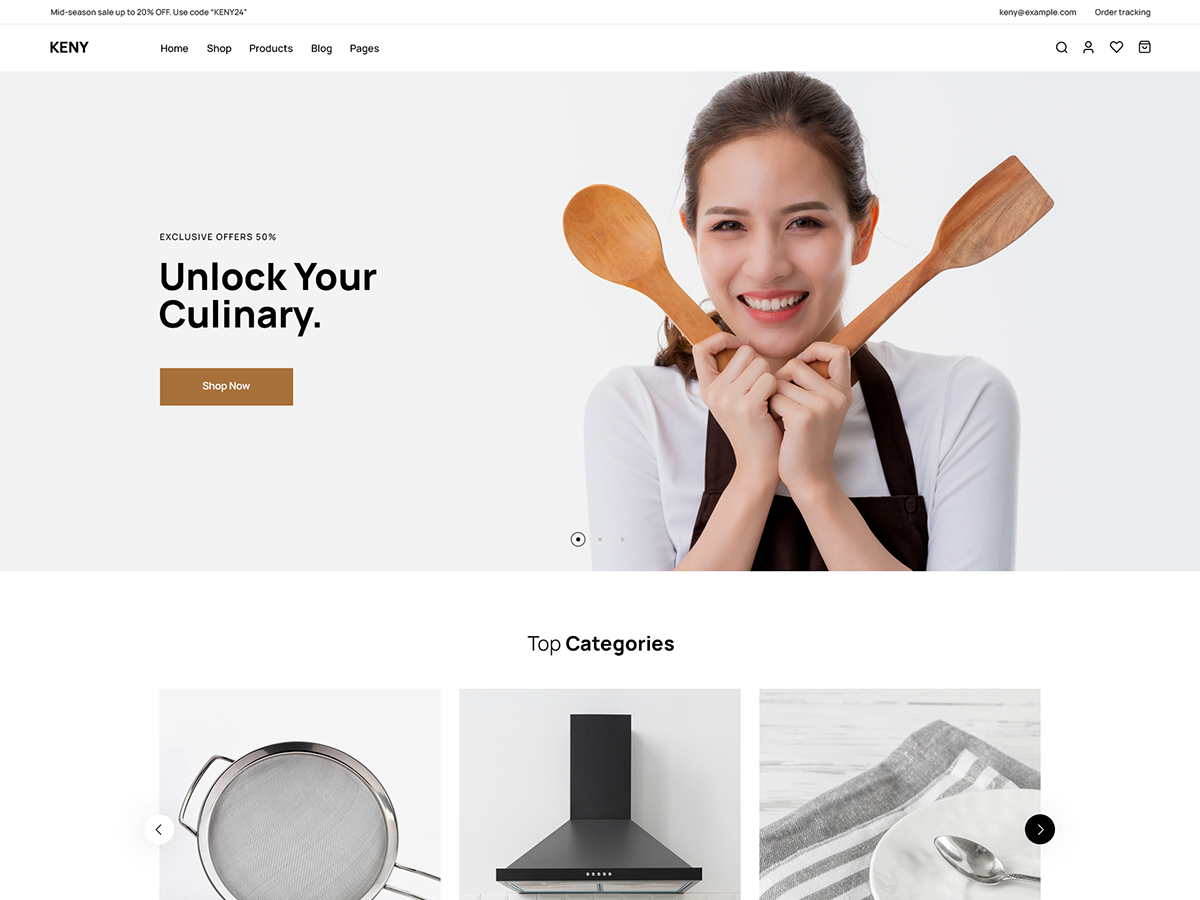 Mid-season sale up to 20% OFF. Use code "KENY24"
keny@example.com
Order tracking
KENY
Home
Shop
Products
Blog
Pages
EXCLUSIVE OFFERS 50%
Unlock Your
Culinary.
Shop Now
Top Categories